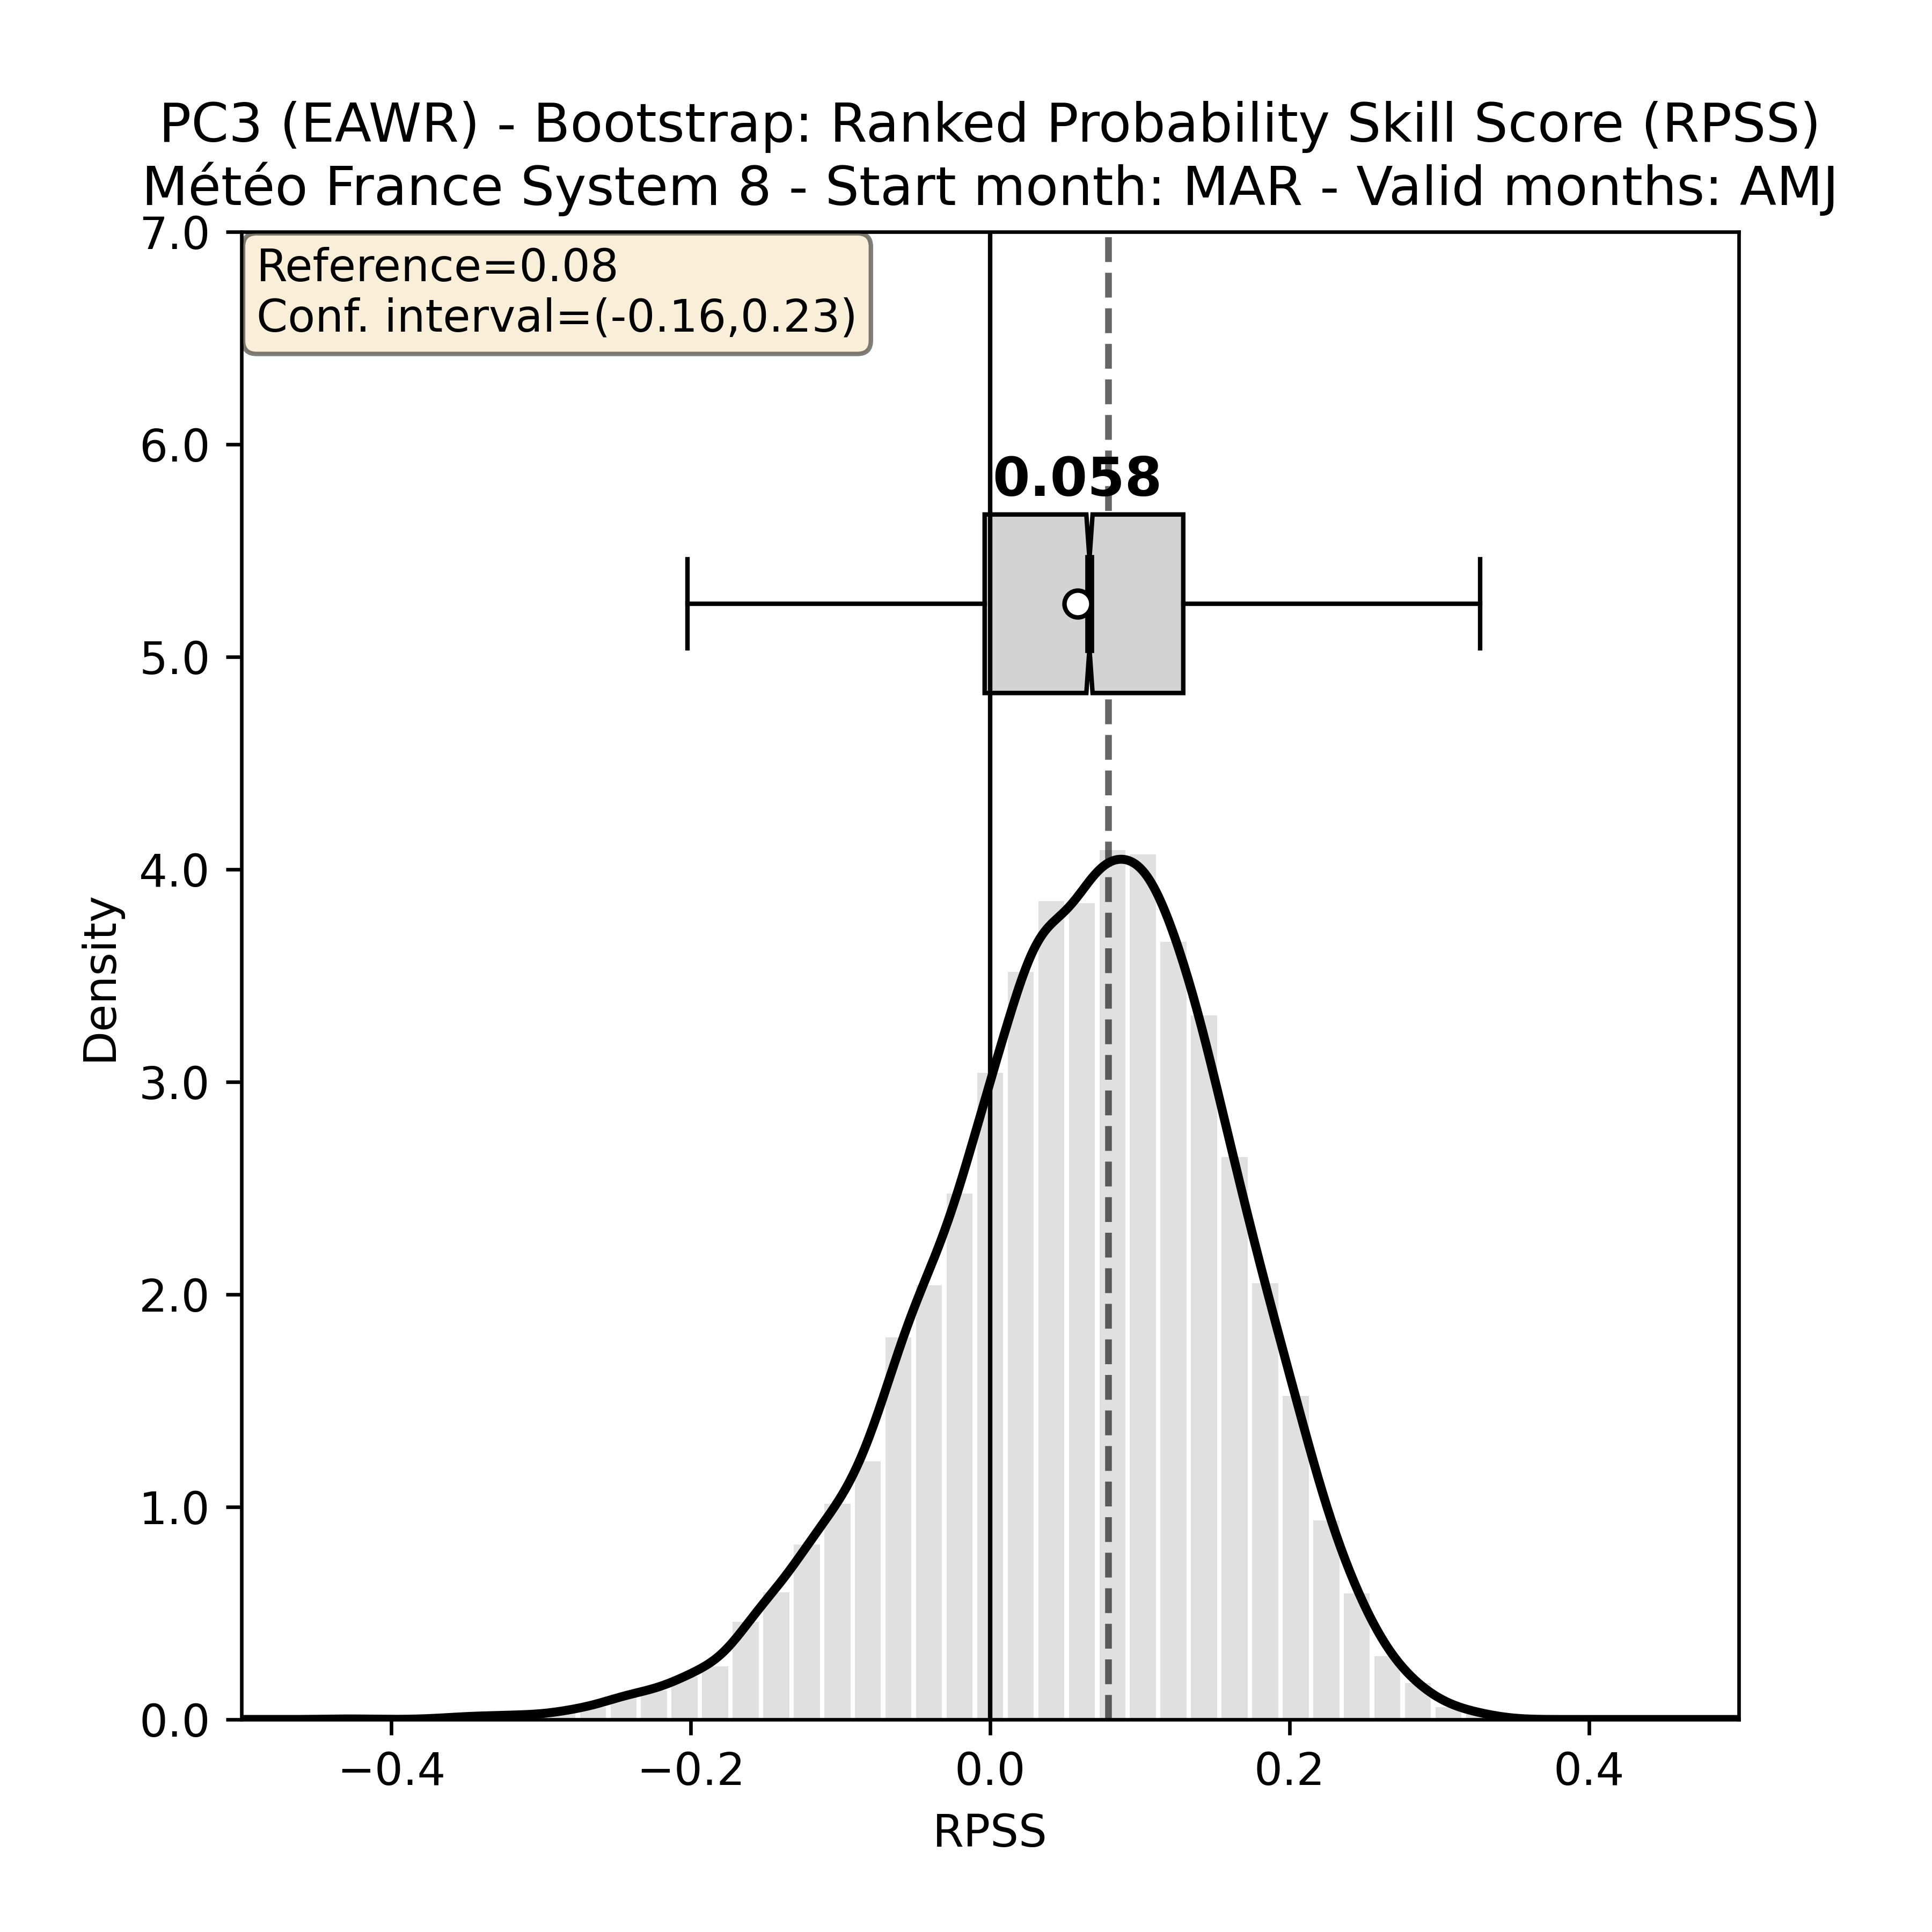 PC3 (EAWR) - Bootstrap: Ranked Probability Skill Score (RPSS)
Météo France System 8 - Start month: MAR - Valid months: AMJ
Reference=0.08
Conf. interval=(-0.16,0.23)
7.0
6.0
0.058
5.0
4.0
Density
3.0
2.0
1.0
0.0
−0.4 −0.2 0.0 0.2 0.4
RPSS